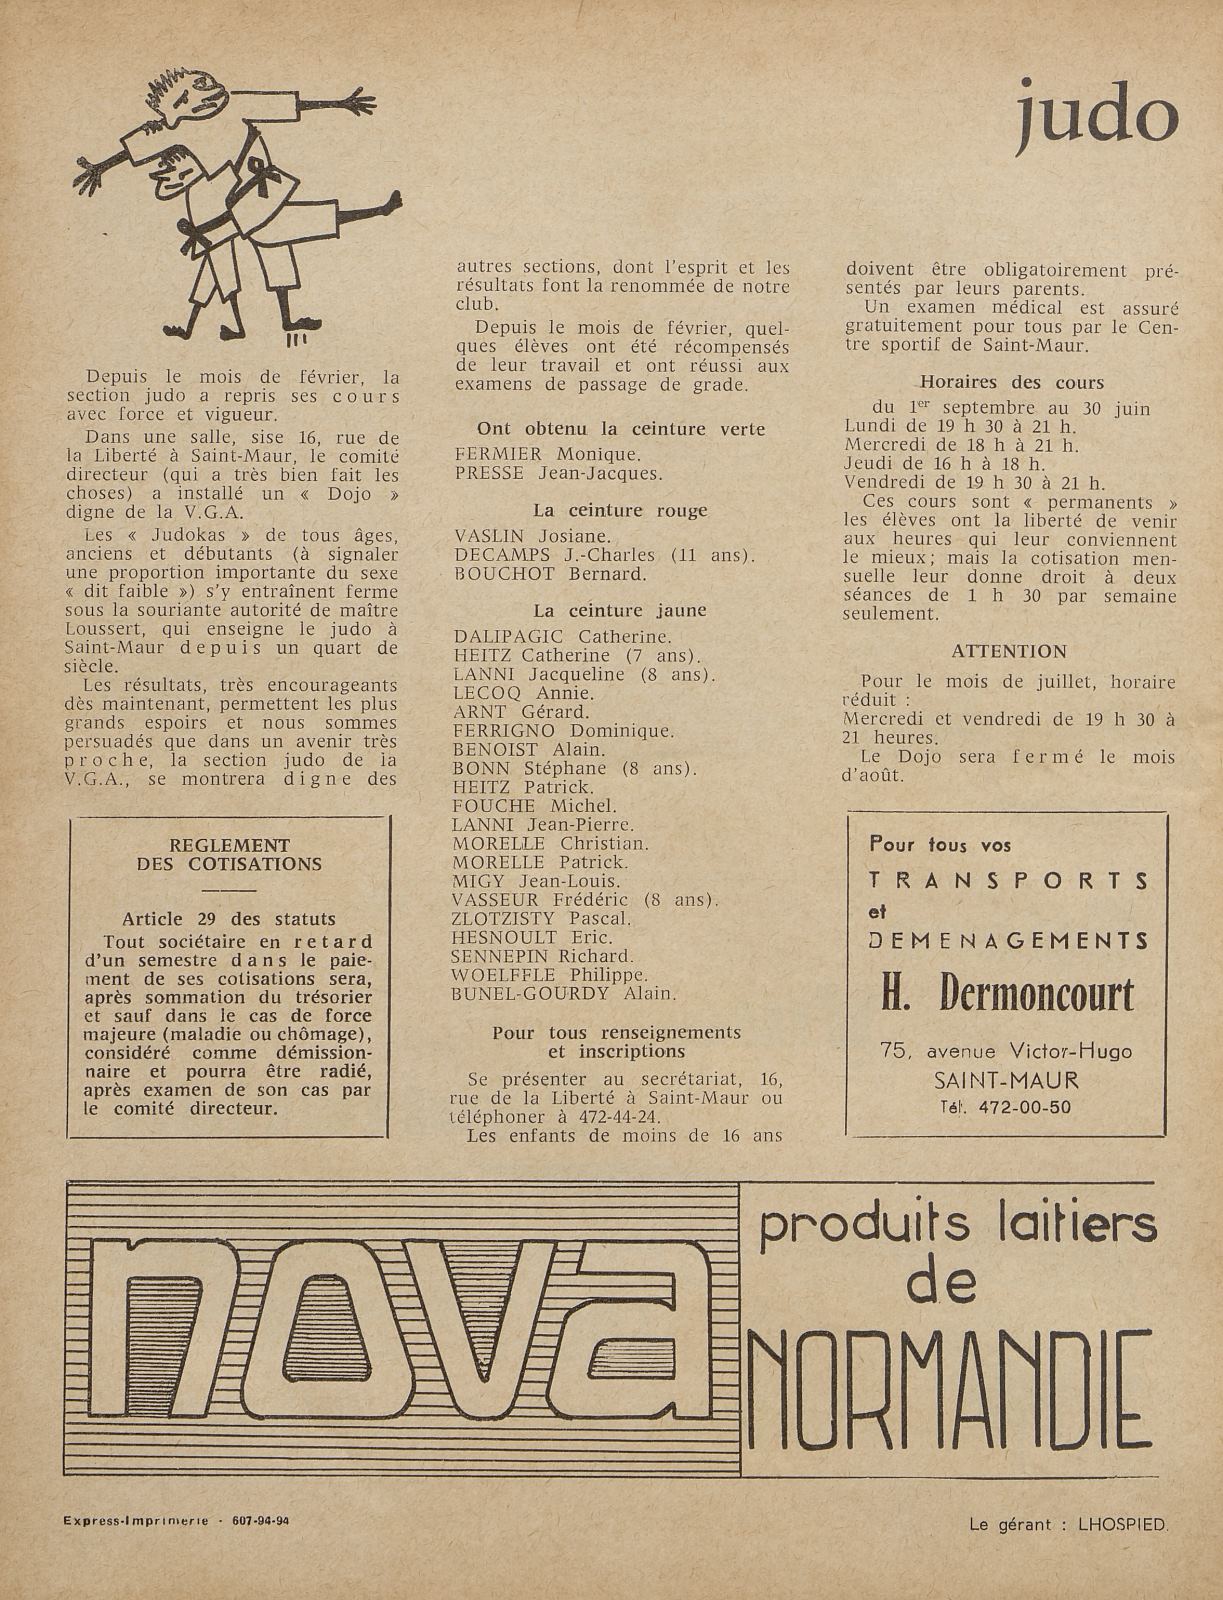 judo
Depuis le mois de février, la
section judo a repris ses cours
avec force et vigueur.
Dans une salle, sise 16, rue de
la Liberté à Saint-Maur, le comité
directeur (qui a très bien fait les
choses) a installé un « Dojo »
digne de la V.G.A.
Les « Judokas » de tous âges,
anciens et débutants (à signaler
une proportion importante du sexe
« dit faible ») s'y entraînent ferme
sous la souriante autorité de maître
Loussert, qui enseigne le judo à
Saint-Maur depuis un quart de
siècle.
Les résultats, très encourageants
dès maintenant, permettent les plus
grands espoirs et nous sommes
persuadés que dans un avenir très
proche, la section judo de la
V.G.A., se montrera digne des
REGLEMENT
DES COTISATIONS
Article 29 des statuts
Tout sociétaire en retard
d'un semestre dans le paie-
ment de ses cotisations sera,
après sommation du trésorier
et sauf dans le cas de force
majeure (maladie ou chômage),
considéré comme démission-
naire et pourra être radié,
après examen de son cas par
le comité directeur.
autres sections, dont l'esprit et les
résultats font la renommée de notre
club.
Depuis le mois de février, quel-
ques élèves ont été récompensés
de leur travail et ont réussi aux
examens de passage de grade.
Ont obtenu la ceinture verte
FERMIER Monique.
PRESSE Jean-Jacques.
La ceinture rouge
VASLIN Josiane.
DECAMPS J.-Charles (11 ans).
BOUCHOT Bernard.
La ceinture jaune
DALIPAGIC Catherine.
HEITZ Catherine (7 ans).
LANNI Jacqueline (8 ans).
LECOQ Annie.
ARNT Gérard.
FERRIGNO Dominique.
BENOIST Alain.
BONN Stéphane (8 ans).
HEITZ Patrick.
FOUCHE Michel.
LANNI Jean-Pierre.
MORELLE Christian.
MORELLE Patrick.
MIGY Jean-Louis.
VASSEUR Frédéric (8 ans).
ZLOTZISTY Pascal.
HESNOULT Eric.
SENNEPIN Richard.
WOELFFLE Philippe.
BUNEL-GOURDY Alain.
Pour tous renseignements
et inscriptions
Se présenter au secrétariat, 16,
rue de la Liberté à Saint-Maur ou
téléphoner à 472-44-24.
Les enfants de moins de 16 ans
doivent être obligatoirement pré-
sentés par leurs parents.
Un examen médical est assuré
gratuitement pour tous par le Cen-
tre sportif de Saint-Maur.
Horaires des cours
du 1er septembre au 30 juin
Lundi de 19 h 30 à 21 h.
Mercredi de 18 h à 21 h.
Jeudi de 16 h à 18 h.
Vendredi de 19 h 30 à 21 h.
Ces cours sont « permanents »
les élèves ont la liberté de venir
aux heures qui leur conviennent
le mieux; mais la cotisation men-
suelle leur donne droit à deux
séances de 1 h 30 par semaine
seulement.
ATTENTION
Pour le mois de juillet, horaire
réduit :
Mercredi et vendredi de 19 h 30 à
21 heures.
Le Dojo sera fermé le mois
d'août.
Pour tous vos
TRANSPORTS
et
DEMENAGEMENTS
H. Dermoncourt
75, avenue Victor-Hugo
SAINT-MAUR
Tél. 472-00-50
nova
produits laitiers
de
NORMANDIE
Express-Imprimerie - 607-94-94
Le gérant : LHOSPIED.